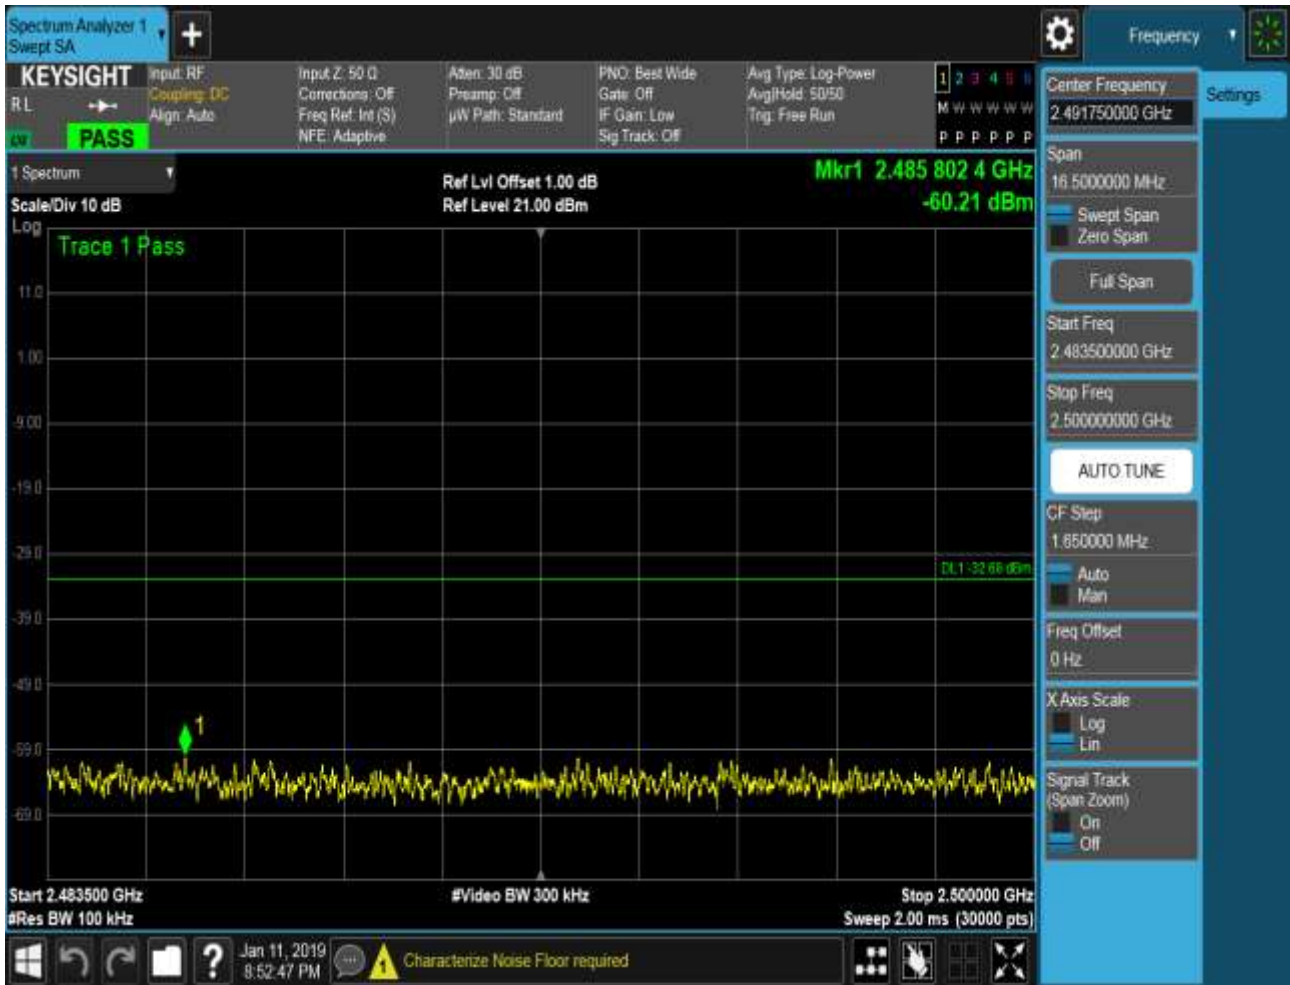 Spectrum Analyzer 1
Swept SA
+
Frequency
KEYSIGHT
RL
PASS
Input: RF
Coupling: DC
Align: Auto
Input Z: 50 Ω
Corrections: Off
Freq Ref: Int (S)
NFE: Adaptive
Atten: 30 dB
Preamp: Off
µW Path: Standard
PNO: Best Wide
Gate: Off
IF Gain: Low
Sig Track: Off
Avg Type: Log-Power
Avg|Hold: 50/50
Trig: Free Run
1 2 3 4 5 6
M W W W W W
P P P P P P
Center Frequency
2.491750000 GHz
Settings
1 Spectrum
Scale/Div 10 dB
Ref Lvl Offset 1.00 dB
Ref Level 21.00 dBm
Mkr1 2.485 802 4 GHz
-60.21 dBm
Span
16.5000000 MHz
Swept Span
Zero Span
Log
Trace 1 Pass
11.0
1.00
-9.00
-19.0
-29.0
-39.0
-49.0
-59.0
-69.0
DL1 -32.68 dBm
1
Full Span
Start Freq
2.483500000 GHz
Stop Freq
2.500000000 GHz
AUTO TUNE
CF Step
1.650000 MHz
Auto
Man
Freq Offset
0 Hz
X Axis Scale
Log
Lin
Signal Track
(Span Zoom)
On
Off
Start 2.483500 GHz
#Video BW 300 kHz
Stop 2.500000 GHz
#Res BW 100 kHz
Sweep 2.00 ms (30000 pts)
?
Jan 11, 2019
8:52:47 PM
1
Characterize Noise Floor required